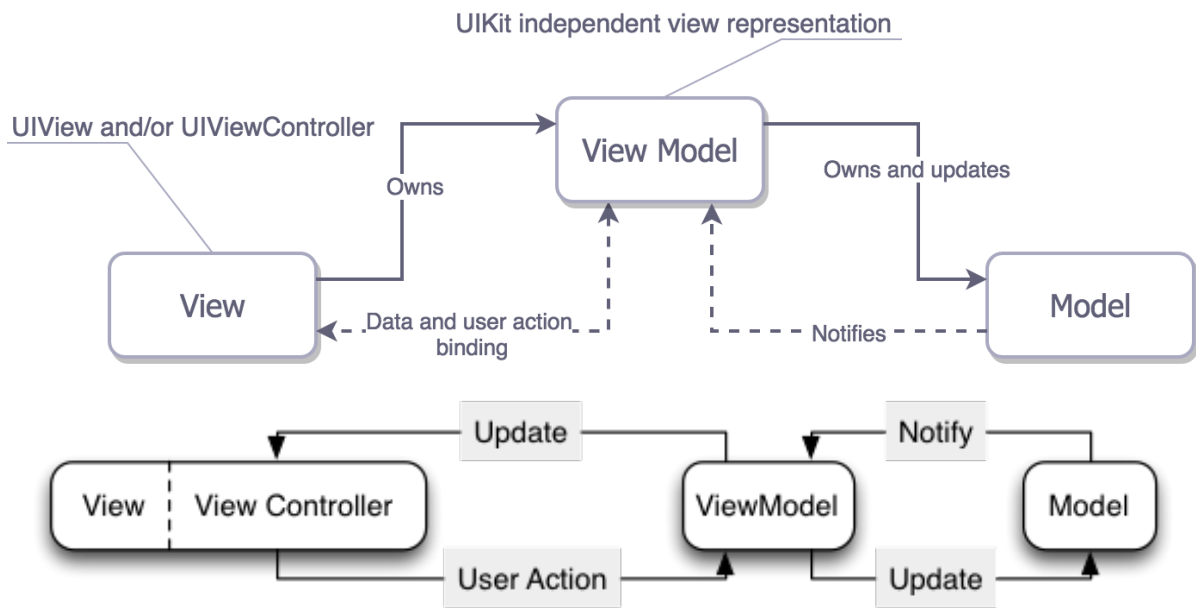 UIKit independent view representation
UIView and/or UIViewController
View Model
Owns
Owns and updates
View
Data and user action
binding
Notifies
Model
Update
Notify
View
View Controller
ViewModel
Model
User Action
Update